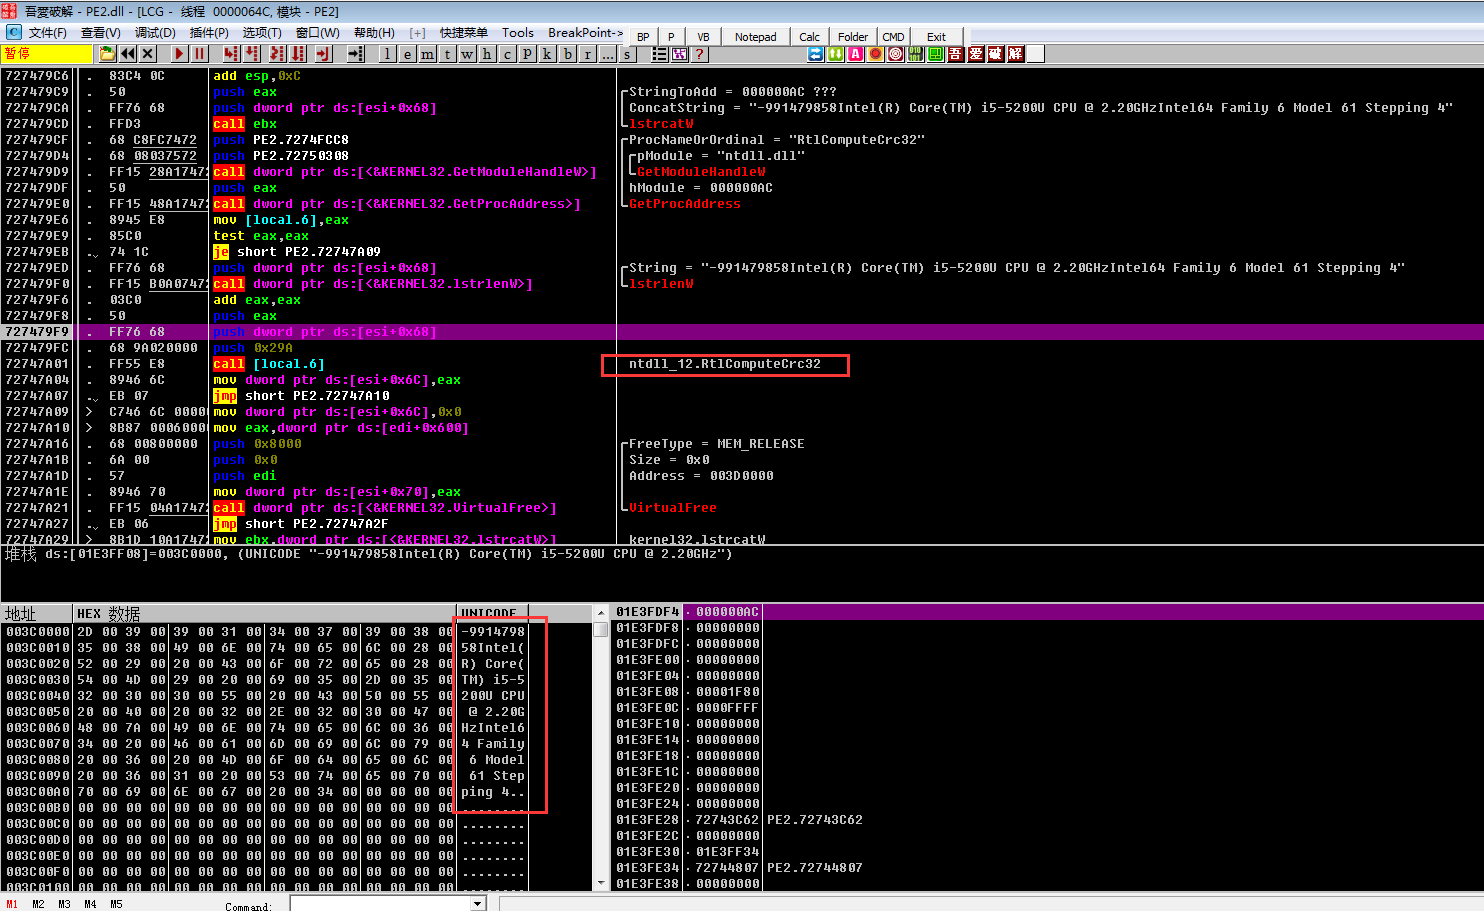 吾愛破解 - PE2.dll - [LCG - 线程 0000064C, 模块 - PE2]
文件(F) 查看(V) 调试(D) 插件(P) 选项(T) 窗口(W) 帮助(H) [+] 快捷菜单 Tools BreakPoint-> BP P VB Notepad Calc Folder CMD Exit
暂停 l e m t w h c p k b r ... s ? 吾 爱 破 解
727479C6 . 83C4 0C add esp,0xC
727479C9 . 50 push eax StringToAdd = 000000AC ???
727479CA . FF76 68 push dword ptr ds:[esi+0x68] ConcatString = "-991479858Intel(R) Core(TM) i5-5200U CPU @ 2.20GHzIntel64 Family 6 Model 61 Stepping 4"
727479CD . FFD3 call ebx lstrcatW
727479CF . 68 C8FC7472 push PE2.7274FCC8 ProcNameOrOrdinal = "RtlComputeCrc32"
727479D4 . 68 08037572 push PE2.72750308 pModule = "ntdll.dll"
727479D9 . FF15 28A17472 call dword ptr ds:[<&KERNEL32.GetModuleHandleW>] GetModuleHandleW
727479DF . 50 push eax hModule = 000000AC
727479E0 . FF15 48A17472 call dword ptr ds:[<&KERNEL32.GetProcAddress>] GetProcAddress
727479E6 . 8945 E8 mov [local.6],eax
727479E9 . 85C0 test eax,eax
727479EB . 74 1C je short PE2.72747A09
727479ED . FF76 68 push dword ptr ds:[esi+0x68] String = "-991479858Intel(R) Core(TM) i5-5200U CPU @ 2.20GHzIntel64 Family 6 Model 61 Stepping 4"
727479F0 . FF15 B0A07472 call dword ptr ds:[<&KERNEL32.lstrlenW>] lstrlenW
727479F6 . 03C0 add eax,eax
727479F8 . 50 push eax
727479F9 . FF76 68 push dword ptr ds:[esi+0x68]
727479FC . 68 9A020000 push 0x29A
72747A01 . FF55 E8 call [local.6] ntdll_12.RtlComputeCrc32
72747A04 . 8946 6C mov dword ptr ds:[esi+0x6C],eax
72747A07 . EB 07 jmp short PE2.72747A10
72747A09 > C746 6C 00000 mov dword ptr ds:[esi+0x6C],0x0
72747A10 > 8B87 00060000 mov eax,dword ptr ds:[edi+0x600]
72747A16 . 68 00800000 push 0x8000 FreeType = MEM_RELEASE
72747A1B . 6A 00 push 0x0 Size = 0x0
72747A1D . 57 push edi Address = 003D0000
72747A1E . 8946 70 mov dword ptr ds:[esi+0x70],eax
72747A21 . FF15 04A17472 call dword ptr ds:[<&KERNEL32.VirtualFree>] VirtualFree
72747A27 . EB 06 jmp short PE2.72747A2F
72747A29 > 8B1D 10A17472 mov ebx,dword ptr ds:[<&KERNEL32.lstrcatW>] kernel32.lstrcatW
堆栈 ds:[01E3FF08]=003C0000, (UNICODE "-991479858Intel(R) Core(TM) i5-5200U CPU @ 2.20GHz")
地址 HEX 数据 UNICODE
003C0000 2D 00 39 00 39 00 31 00 34 00 37 00 39 00 38 00 -9914798
003C0010 35 00 38 00 49 00 6E 00 74 00 65 00 6C 00 28 00 58Intel(
003C0020 52 00 29 00 20 00 43 00 6F 00 72 00 65 00 28 00 R) Core(
003C0030 54 00 4D 00 29 00 20 00 69 00 35 00 2D 00 35 00 TM) i5-5
003C0040 32 00 30 00 30 00 55 00 20 00 43 00 50 00 55 00 200U CPU
003C0050 20 00 40 00 20 00 32 00 2E 00 32 00 30 00 47 00 @ 2.20G
003C0060 48 00 7A 00 49 00 6E 00 74 00 65 00 6C 00 36 00 HzIntel6
003C0070 34 00 20 00 46 00 61 00 6D 00 69 00 6C 00 79 00 4 Family
003C0080 20 00 36 00 20 00 4D 00 6F 00 64 00 65 00 6C 00 6 Model
003C0090 20 00 36 00 31 00 20 00 53 00 74 00 65 00 70 00 61 Step
003C00A0 70 00 69 00 6E 00 67 00 20 00 34 00 00 00 00 00 ping 4..
003C00B0 00 00 00 00 00 00 00 00 00 00 00 00 00 00 00 00 ........
003C00C0 00 00 00 00 00 00 00 00 00 00 00 00 00 00 00 00 ........
003C00D0 00 00 00 00 00 00 00 00 00 00 00 00 00 00 00 00 ........
003C00E0 00 00 00 00 00 00 00 00 00 00 00 00 00 00 00 00 ........
003C00F0 00 00 00 00 00 00 00 00 00 00 00 00 00 00 00 00 ........
003C0100 00 00 00 00 00 00 00 00 00 00 00 00 00 00 00 00 ........
01E3FDF4 000000AC
01E3FDF8 00000000
01E3FDFC 00000000
01E3FE00 00000000
01E3FE04 00000000
01E3FE08 00001F80
01E3FE0C 0000FFFF
01E3FE10 00000000
01E3FE14 00000000
01E3FE18 00000000
01E3FE1C 00000000
01E3FE20 00000000
01E3FE24 00000000
01E3FE28 72743C62 PE2.72743C62
01E3FE2C 00000000
01E3FE30 01E3FF34
01E3FE34 72744807 PE2.72744807
01E3FE38 00000000
M1 M2 M3 M4 M5 Command: